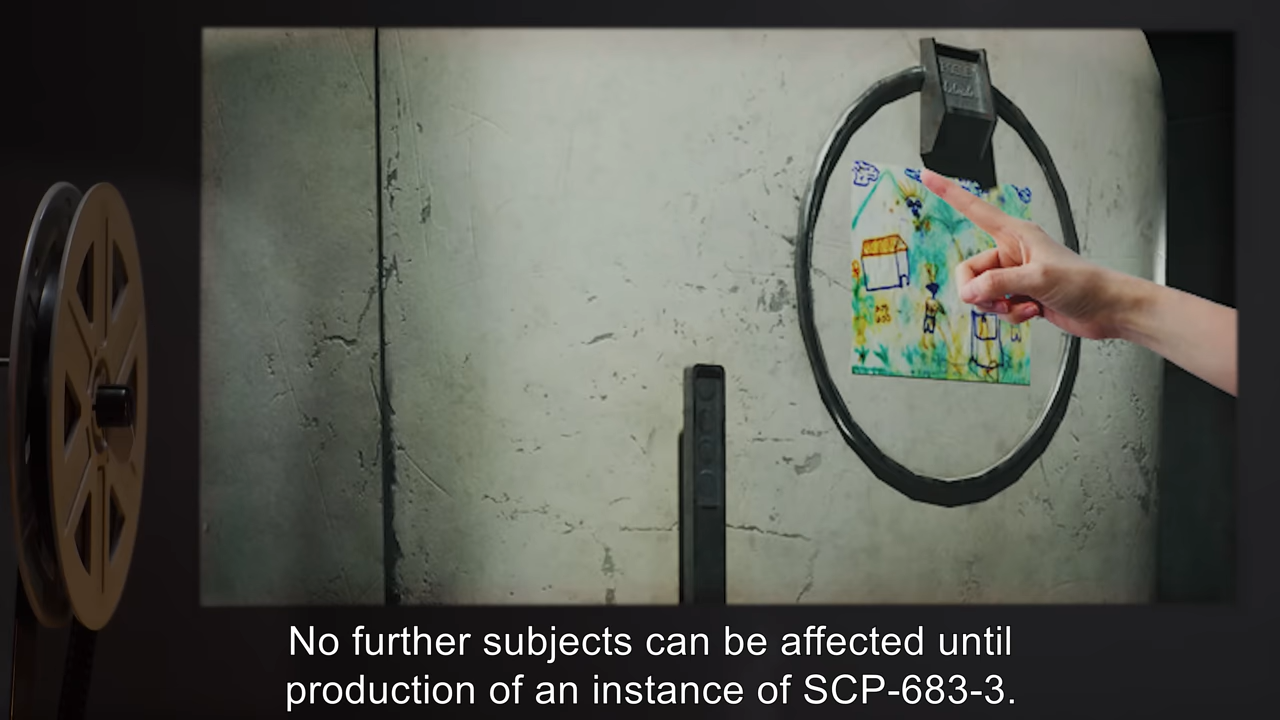 No further subjects can be affected until
production of an instance of SCP-683-3.